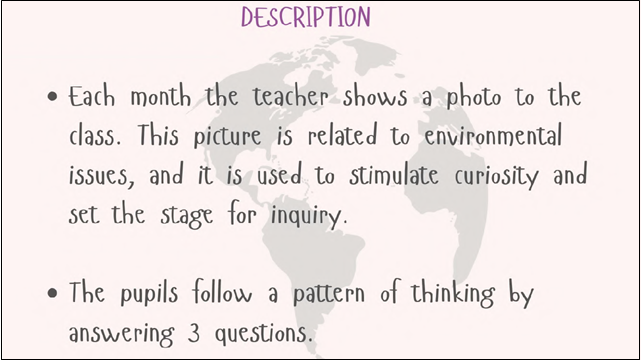 DESCRIPTION
• Each month the teacher shows a photo to the
class. This picture is related to environmental
issues, and it is used to stimulate curiosity and
set the stage for inquiry.
• The pupils follow a pattern of thinking by
answering 3 questions.